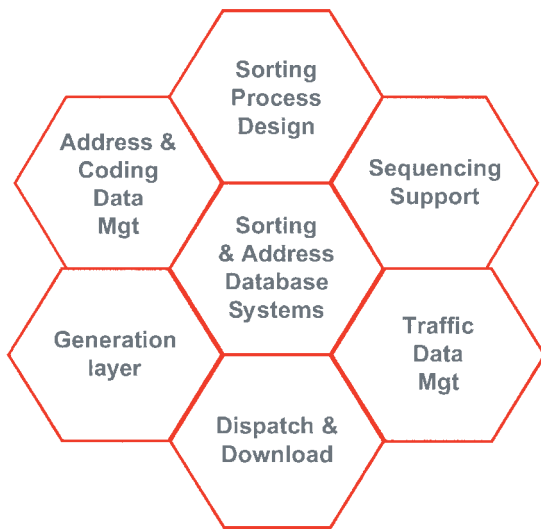 Sorting
Process
Design
Address &
Coding
Data
Mgt
Sequencing
Support
Sorting
& Address
Database
Systems
Generation
layer
Traffic
Data
Mgt
Dispatch &
Download